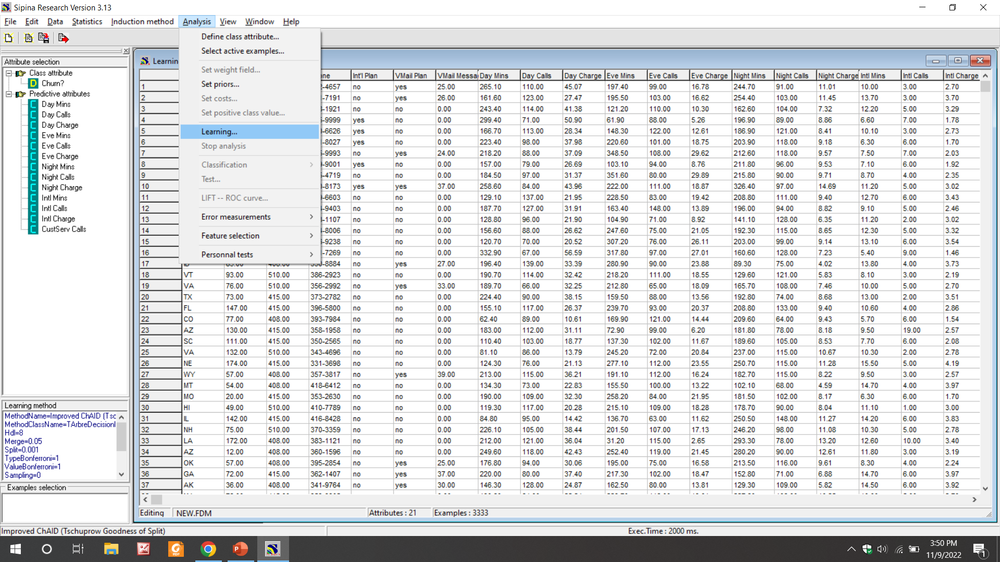 Sipina Research Version 3.13
File Edit Data Statistics Induction method Analysis View Window Help
Define class attribute...
Select active examples...
Set weight field...
Set priors...
Set costs...
Set positive class value...
Learning...
Stop analysis
Classification
Test...
LIFT -- ROC curve...
Error measurements
Feature selection
Personnal tests
Attribute selection
Class attribute
Churn?
Predictive attributes
Day Mins
Day Calls
Day Charge
Eve Mins
Eve Calls
Eve Charge
Night Mins
Night Calls
Night Charge
Intl Mins
Intl Calls
Intl Charge
CustServ Calls
Learning method
MethodName=Improved ChAID (Tsc
MethodClassName=TArbreDecisionI
Hdl=8
Merge=0.05
Split=0.001
TypeBonferroni=1
ValueBonferroni=1
Sampling=0
Examples selection
Learnin
one Int'l Plan VMail Plan VMail Messa Day Mins Day Calls Day Charge Eve Mins Eve Calls Eve Charge Night Mins Night Calls Night Charge Intl Mins Intl Calls Intl Charge
1 2-4657 no yes 25.00 265.10 110.00 45.07 197.40 99.00 16.78 244.70 91.00 11.01 10.00 3.00 2.70
2 1-7191 no yes 26.00 161.60 123.00 27.47 195.50 103.00 16.62 254.40 103.00 11.45 13.70 3.00 3.70
3 8-1921 no no 0.00 243.40 114.00 41.38 121.20 110.00 10.30 162.60 104.00 7.32 12.20 5.00 3.29
4 5-9999 yes no 0.00 299.40 71.00 50.90 61.90 88.00 5.26 196.90 89.00 8.86 6.60 7.00 1.78
5 0-6626 yes no 0.00 166.70 113.00 28.34 148.30 122.00 12.61 186.90 121.00 8.41 10.10 3.00 2.73
6 1-8027 yes no 0.00 223.40 98.00 37.98 220.60 101.00 18.75 203.90 118.00 9.18 6.30 6.00 1.70
7 5-9993 no yes 24.00 218.20 88.00 37.09 348.50 108.00 29.62 212.60 118.00 9.57 7.50 7.00 2.03
8 9-9001 yes no 0.00 157.00 79.00 26.69 103.10 94.00 8.76 211.80 96.00 9.53 7.10 6.00 1.92
9 5-4719 no no 0.00 184.50 97.00 31.37 351.60 80.00 29.89 215.80 90.00 9.71 8.70 4.00 2.35
10 0-8173 yes yes 37.00 258.60 84.00 43.96 222.00 111.00 18.87 326.40 97.00 14.69 11.20 5.00 3.02
11 9-6603 no no 0.00 129.10 137.00 21.95 228.50 83.00 19.42 208.80 111.00 9.40 12.70 6.00 3.43
12 4-9403 no no 0.00 187.70 127.00 31.91 163.40 148.00 13.89 196.00 94.00 8.82 9.10 5.00 2.46
13 8-1107 no no 0.00 128.80 96.00 21.90 104.90 71.00 8.92 141.10 128.00 6.35 11.20 2.00 3.02
14 -8006 no no 0.00 156.60 88.00 26.62 247.60 75.00 21.05 192.30 115.00 8.65 12.30 5.00 3.32
15 -9238 no no 0.00 120.70 70.00 20.52 307.20 76.00 26.11 203.00 99.00 9.14 13.10 6.00 3.54
16 -7269 no no 0.00 332.90 67.00 56.59 317.80 97.00 27.01 160.60 128.00 7.23 5.40 9.00 1.46
17 ID 85.00 408.00 350-8884 no yes 27.00 196.40 139.00 33.39 280.90 90.00 23.88 89.30 75.00 4.02 13.80 4.00 3.73
18 VT 93.00 510.00 386-2923 no no 0.00 190.70 114.00 32.42 218.20 111.00 18.55 129.60 121.00 5.83 8.10 3.00 2.19
19 VA 76.00 510.00 356-2992 no yes 33.00 189.70 66.00 32.25 212.80 65.00 18.09 165.70 108.00 7.46 10.00 5.00 2.70
20 TX 73.00 415.00 373-2782 no no 0.00 224.40 90.00 38.15 159.50 88.00 13.56 192.80 74.00 8.68 13.00 2.00 3.51
21 FL 147.00 415.00 396-5800 no no 0.00 155.10 117.00 26.37 239.70 93.00 20.37 208.80 133.00 9.40 10.60 4.00 2.86
22 CO 77.00 408.00 393-7984 no no 0.00 62.40 89.00 10.61 169.90 121.00 14.44 209.60 64.00 9.43 5.70 6.00 1.54
23 AZ 130.00 415.00 358-1958 no no 0.00 183.00 112.00 31.11 72.90 99.00 6.20 181.80 78.00 8.18 9.50 19.00 2.57
24 SC 111.00 415.00 350-2565 no no 0.00 110.40 103.00 18.77 137.30 102.00 11.67 189.60 105.00 8.53 7.70 6.00 2.08
25 VA 132.00 510.00 343-4696 no no 0.00 81.10 86.00 13.79 245.20 72.00 20.84 237.00 115.00 10.67 10.30 2.00 2.78
26 NE 174.00 415.00 331-3698 no no 0.00 124.30 76.00 21.13 277.10 112.00 23.55 250.70 115.00 11.28 15.50 5.00 4.19
27 WY 57.00 408.00 357-3817 no yes 39.00 213.00 115.00 36.21 191.10 112.00 16.24 182.70 115.00 8.22 9.50 3.00 2.57
28 MT 54.00 408.00 418-6412 no no 0.00 134.30 73.00 22.83 155.50 100.00 13.22 102.10 68.00 4.59 14.70 4.00 3.97
29 MO 20.00 415.00 353-2630 no no 0.00 190.00 109.00 32.30 258.20 84.00 21.95 181.50 102.00 8.17 6.30 6.00 1.70
30 HI 49.00 510.00 410-7789 no no 0.00 119.30 117.00 20.28 215.10 109.00 18.28 178.70 90.00 8.04 11.10 1.00 3.00
31 IL 142.00 415.00 416-8428 no no 0.00 84.80 95.00 14.42 136.70 63.00 11.62 250.50 148.00 11.27 14.20 6.00 3.83
32 NH 75.00 510.00 370-3359 no no 0.00 226.10 105.00 38.44 201.50 107.00 17.13 246.20 98.00 11.08 10.30 5.00 2.78
33 LA 172.00 408.00 383-1121 no no 0.00 212.00 121.00 36.04 31.20 115.00 2.65 293.30 78.00 13.20 12.60 10.00 3.40
34 AZ 12.00 408.00 360-1596 no no 0.00 249.60 118.00 42.43 252.40 119.00 21.45 280.20 90.00 12.61 11.80 3.00 3.19
35 OK 57.00 408.00 395-2854 no yes 25.00 176.80 94.00 30.06 195.00 75.00 16.58 213.50 116.00 9.61 8.30 4.00 2.24
36 GA 72.00 415.00 362-1407 no yes 37.00 220.00 80.00 37.40 217.30 102.00 18.47 152.80 71.00 6.88 14.70 6.00 3.97
37 AK 36.00 408.00 341-9764 no yes 30.00 146.30 128.00 24.87 162.50 80.00 13.81 129.30 109.00 5.82 14.50 6.00 3.92
Editing NEW.FDM Attributes : 21 Examples : 3333
Improved ChAID (Tschuprow Goodness of Split) Exec.Time : 2000 ms.
3:50 PM
11/9/2022
1